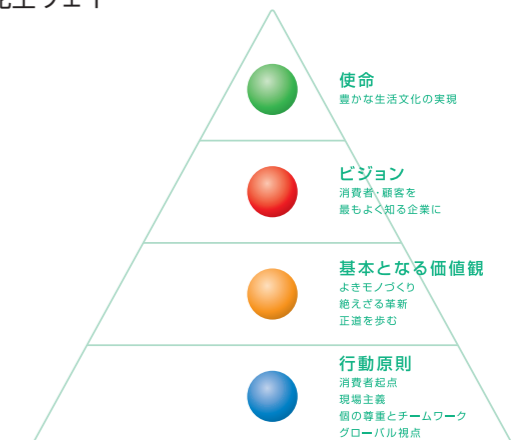 王ウェイ
使命
豊かな生活文化の実現
ビジョン
消費者・顧客を
最もよく知る企業に
基本となる価値観
よきモノづくり
絶えざる革新
正道を歩む
行動原則
消費者起点
現場主義
個の尊重とチームワーク
グローバル視点